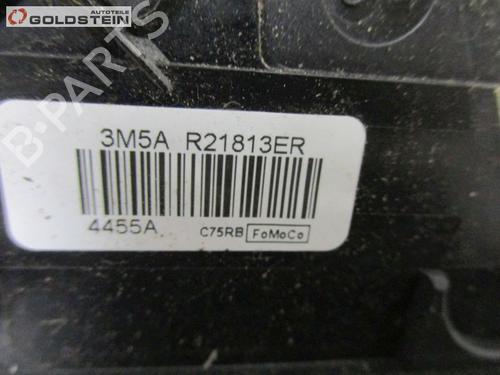 AUTOTEILE
GOLDSTEIN
B-PARTS
3M5A R21813ER
4455A
C75RB FoMoCo